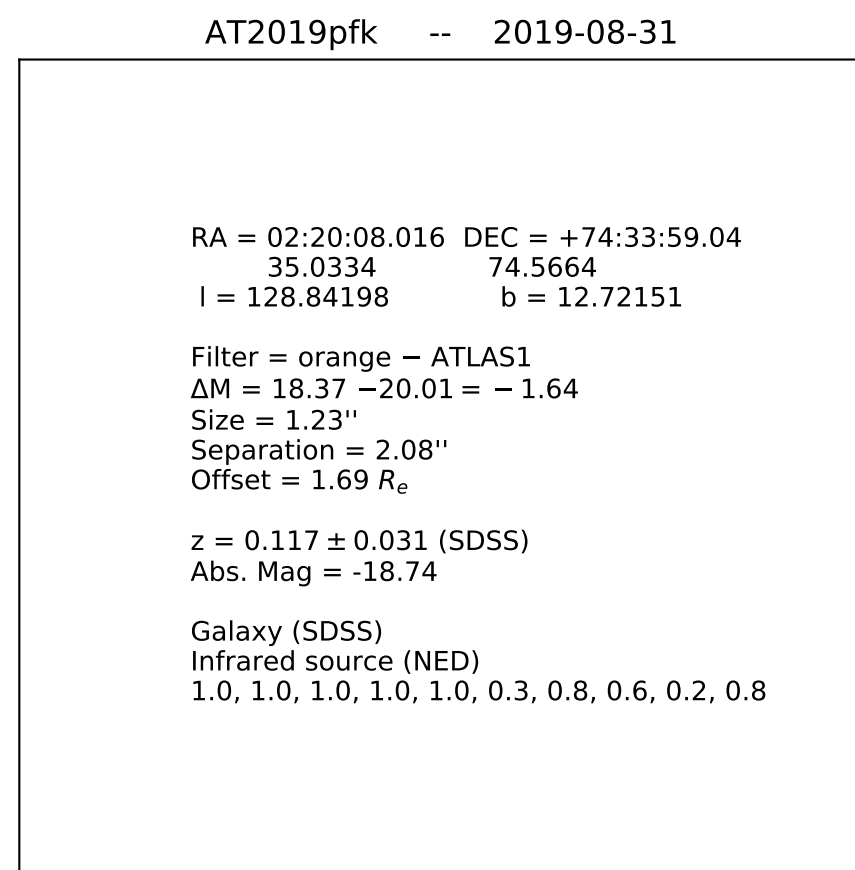 AT2019pfk -- 2019-08-31
RA = 02:20:08.016 DEC = +74:33:59.04
35.0334 74.5664
l = 128.84198 b = 12.72151
Filter = orange − ATLAS1
ΔM = 18.37 −20.01 = − 1.64
Size = 1.23''
Separation = 2.08''
Offset = 1.69 Re
z = 0.117 ± 0.031 (SDSS)
Abs. Mag = -18.74
Galaxy (SDSS)
Infrared source (NED)
1.0, 1.0, 1.0, 1.0, 1.0, 0.3, 0.8, 0.6, 0.2, 0.8